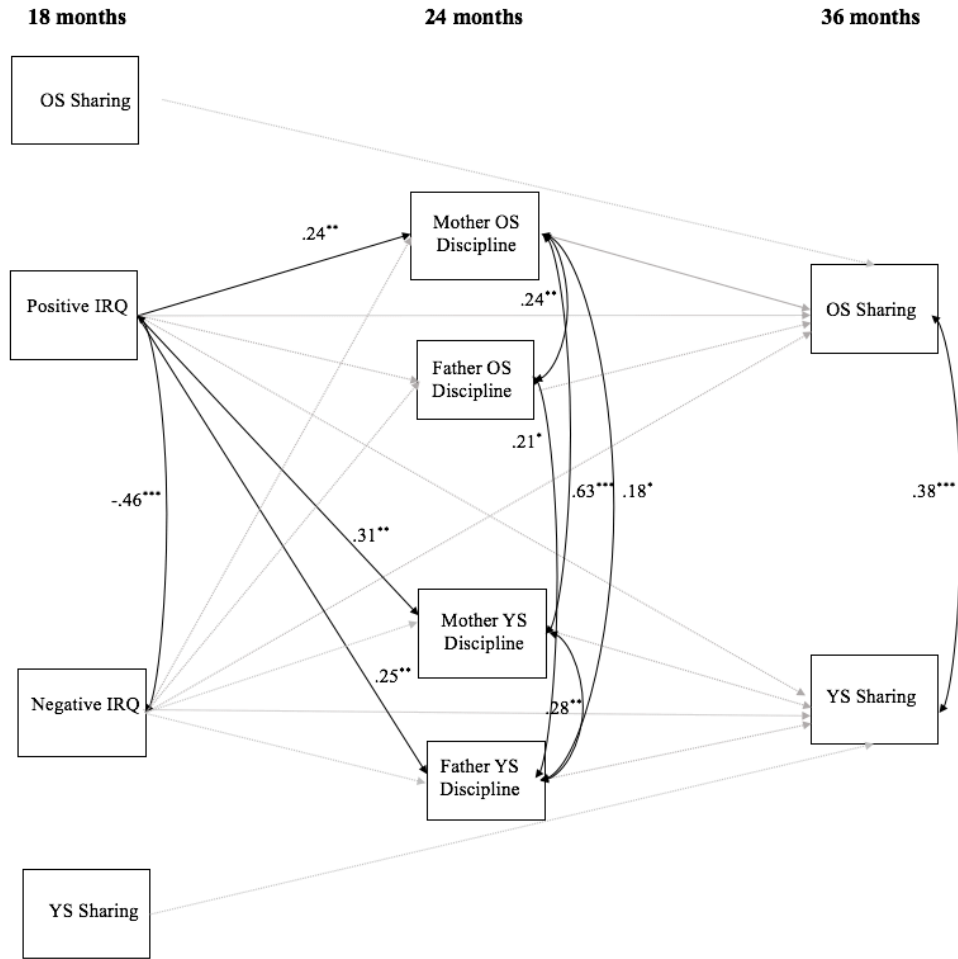 18 months
24 months
36 months
OS Sharing
Mother OS
Discipline
.24**
Positive IRQ
.24**
OS Sharing
Father OS
Discipline
.21*
-.46***
.63***
.18*
.38***
.31**
Mother YS
Discipline
.25**
Negative IRQ
.28**
YS Sharing
Father YS
Discipline
YS Sharing